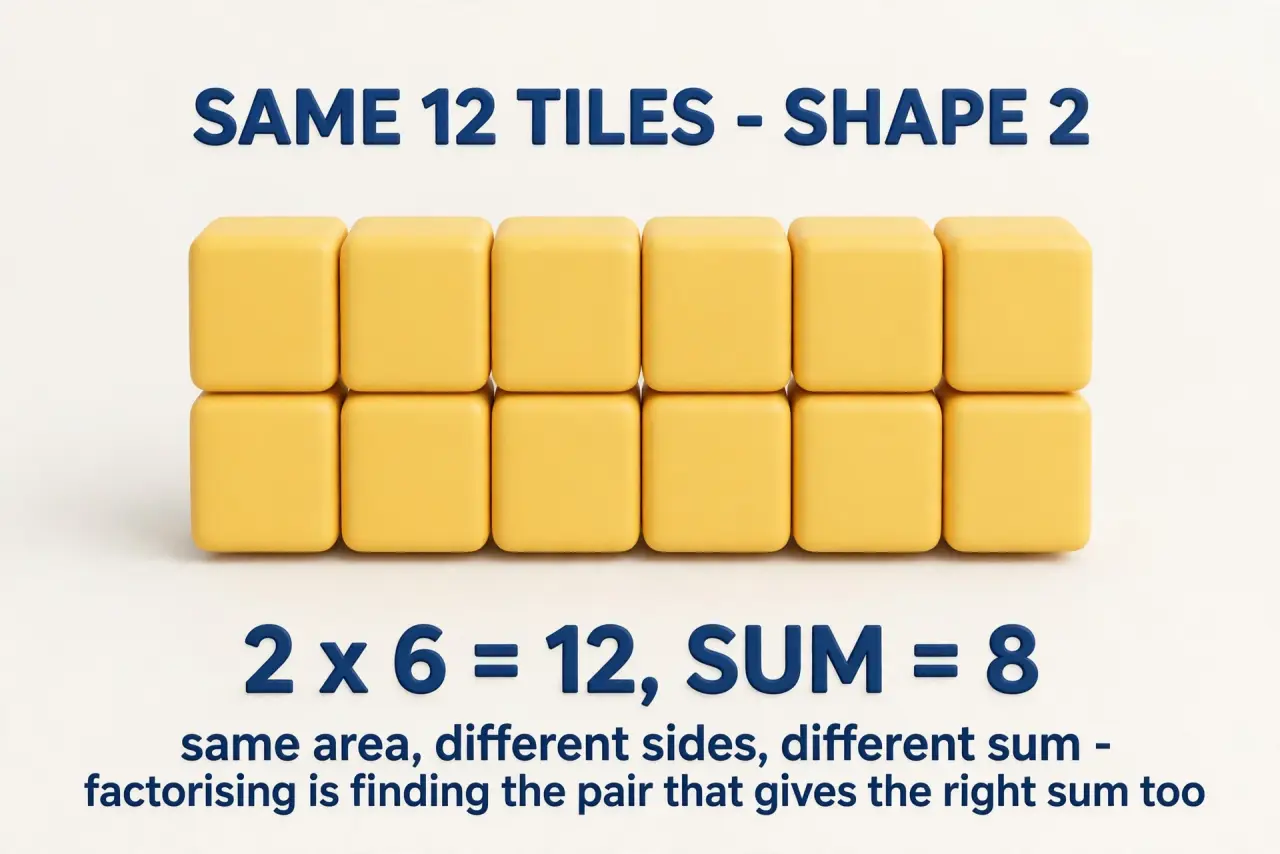 SAME 12 TILES - SHAPE 2
2 x 6 = 12, SUM = 8
same area, different sides, different sum -
factorising is finding the pair that gives the right sum too